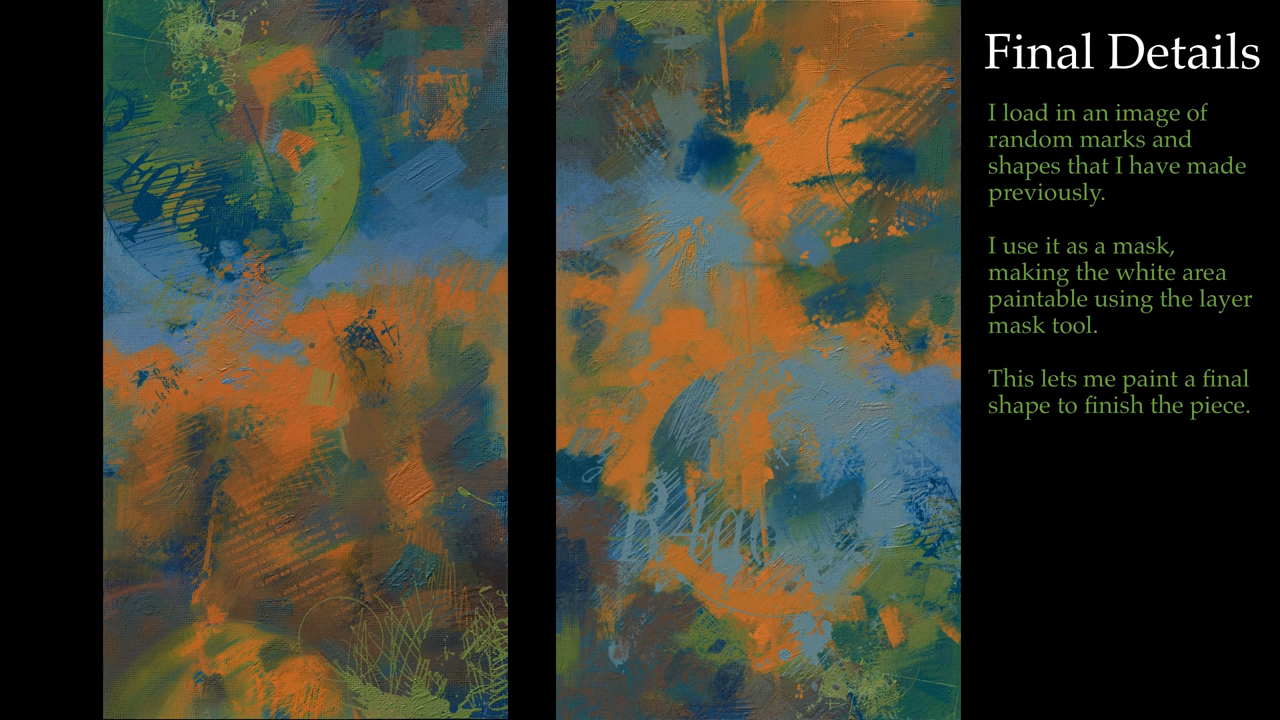 Final Details
I load in an image of
random marks and
shapes that I have made
previously.
I use it as a mask,
making the white area
paintable using the layer
mask tool.
This lets me paint a final
shape to finish the piece.